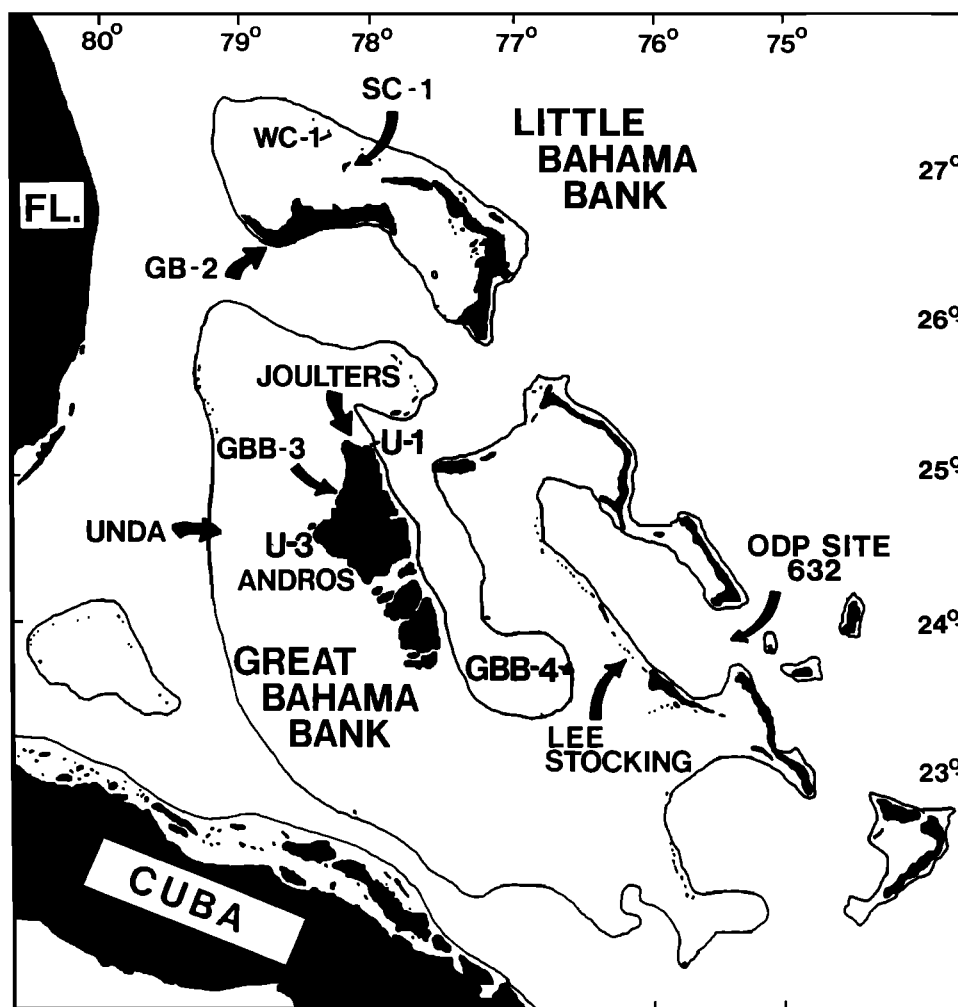 80° 79° 78° 77° 76° 75°
SC-1
WC-1
LITTLE
BAHAMA
BANK
27°
FL.
GB-2
26°
JOULTERS
U-1
GBB-3
25°
UNDA
U-3
ANDROS
ODP SITE
632
24°
GREAT
BAHAMA
BANK
GBB-4
LEE
STOCKING
23°
CUBA